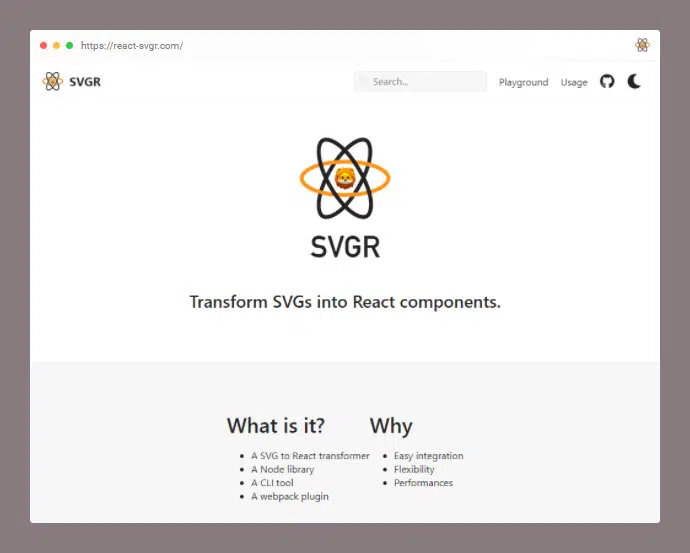 https://react-svgr.com/
SVGR
Search...
Playground
Usage
SVGR
Transform SVGs into React components.
What is it?
A SVG to React transformer
A Node library
A CLI tool
A webpack plugin
Why
Easy integration
Flexibility
Performances